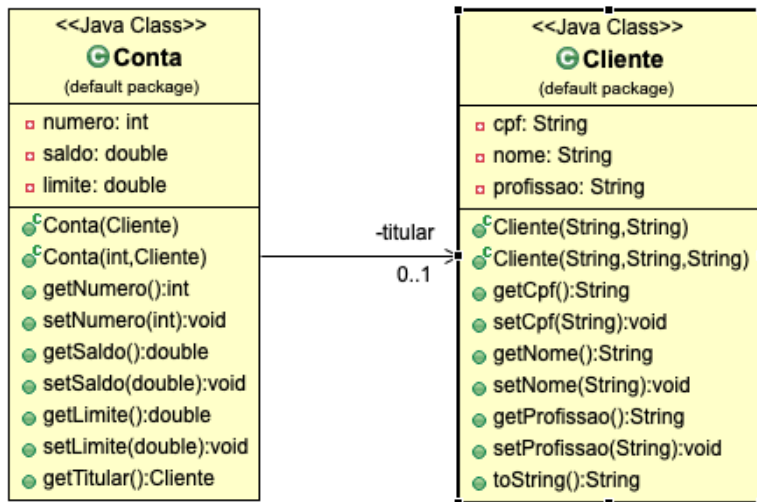 <<Java Class>>
Conta
(default package)
numero: int
saldo: double
limite: double
Conta(Cliente)
Conta(int,Cliente)
getNumero():int
setNumero(int):void
getSaldo():double
setSaldo(double):void
getLimite():double
setLimite(double):void
getTitular():Cliente
-titular
0..1
<<Java Class>>
Cliente
(default package)
cpf: String
nome: String
profissao: String
Cliente(String,String)
Cliente(String,String,String)
getCpf():String
setCpf(String):void
getNome():String
setNome(String):void
getProfissao():String
setProfissao(String):void
toString():String